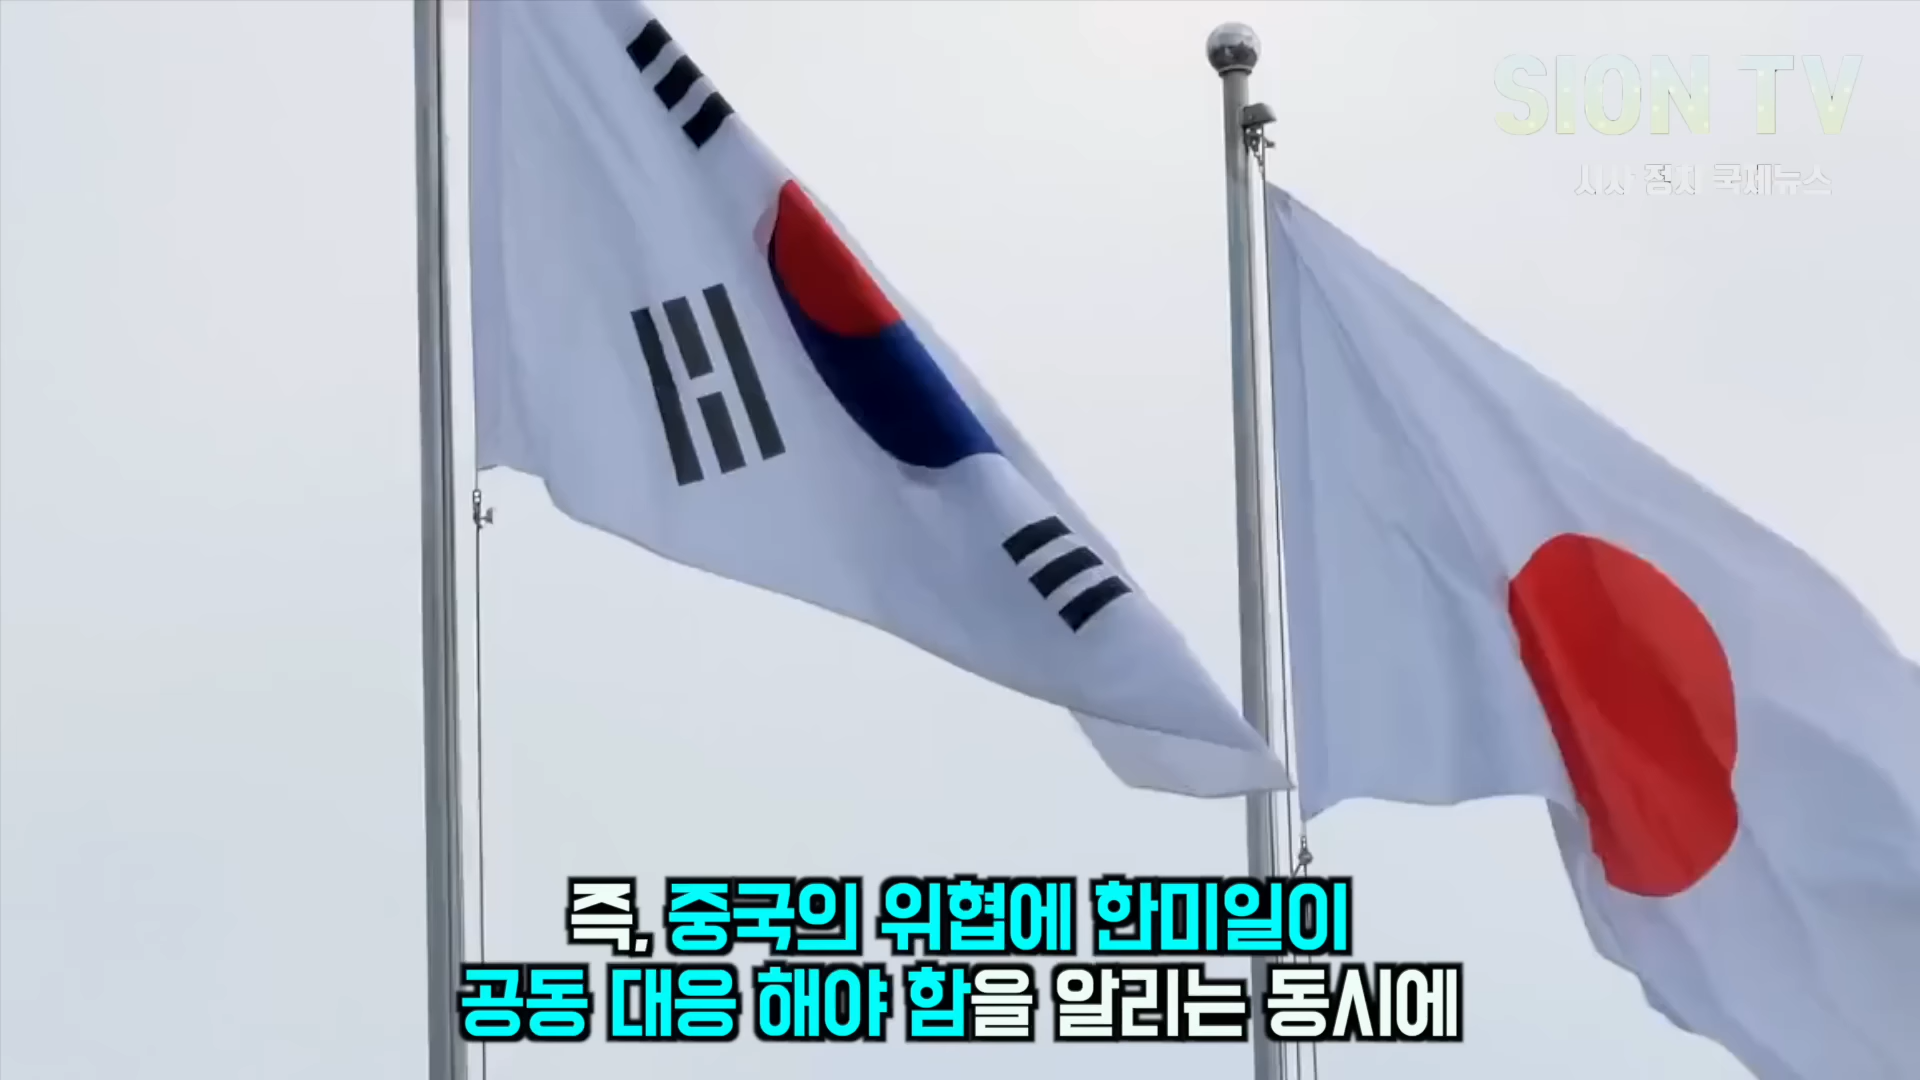 SION TV
시사 정치 국제뉴스
즉, 중국의 위협에 한미일이
공동 대응 해야 함을 알리는 동시에